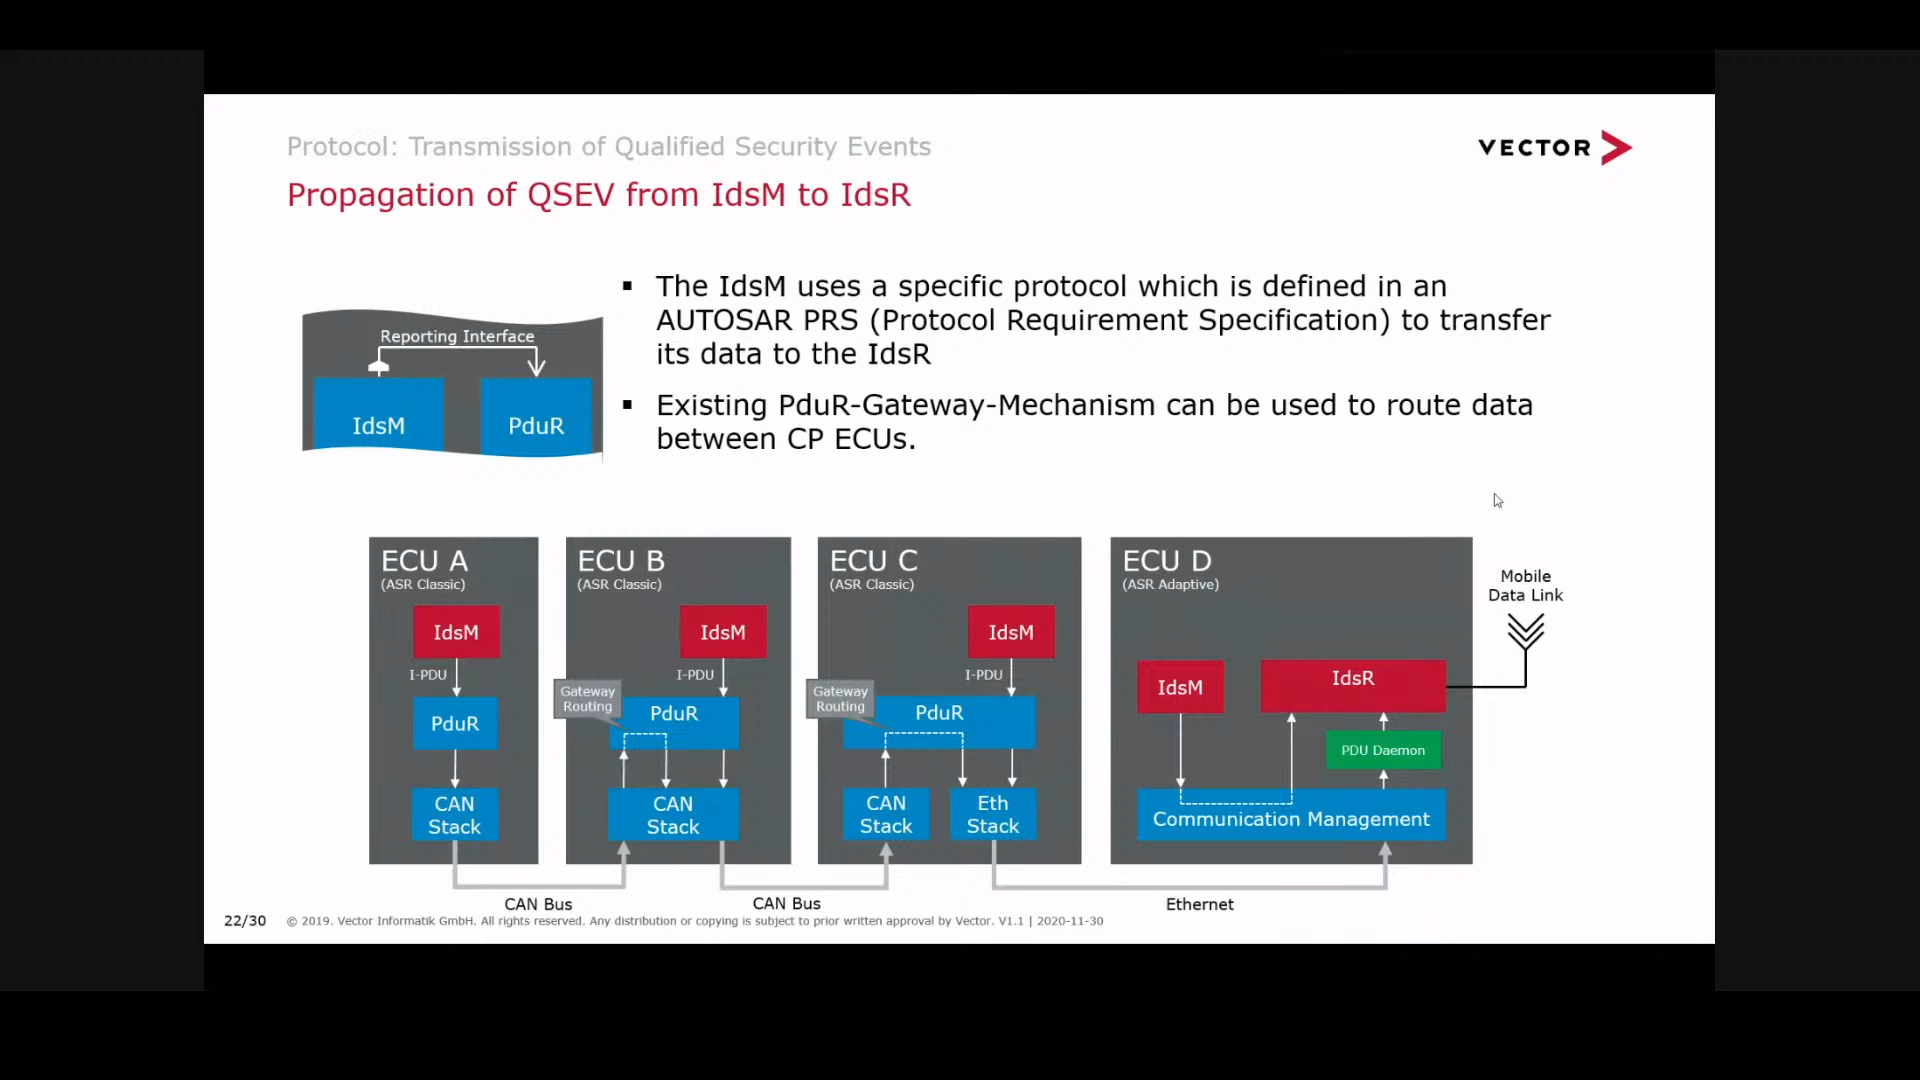 Protocol: Transmission of Qualified Security Events
VECTOR
Propagation of QSEV from IdsM to IdsR
▪ The IdsM uses a specific protocol which is defined in an
AUTOSAR PRS (Protocol Requirement Specification) to transfer
its data to the IdsR
▪ Existing PduR-Gateway-Mechanism can be used to route data
between CP ECUs.
Reporting Interface
IdsM
PduR
ECU A
(ASR Classic)
IdsM
I-PDU
PduR
CAN
Stack
CAN Bus
ECU B
(ASR Classic)
IdsM
I-PDU
Gateway
Routing
PduR
CAN
Stack
CAN Bus
ECU C
(ASR Classic)
IdsM
I-PDU
Gateway
Routing
PduR
CAN
Stack
Eth
Stack
Ethernet
ECU D
(ASR Adaptive)
IdsM
IdsR
PDU Daemon
Communication Management
Mobile
Data Link
22/30
© 2019. Vector Informatik GmbH. All rights reserved. Any distribution or copying is subject to prior written approval by Vector. V1.1 | 2020-11-30